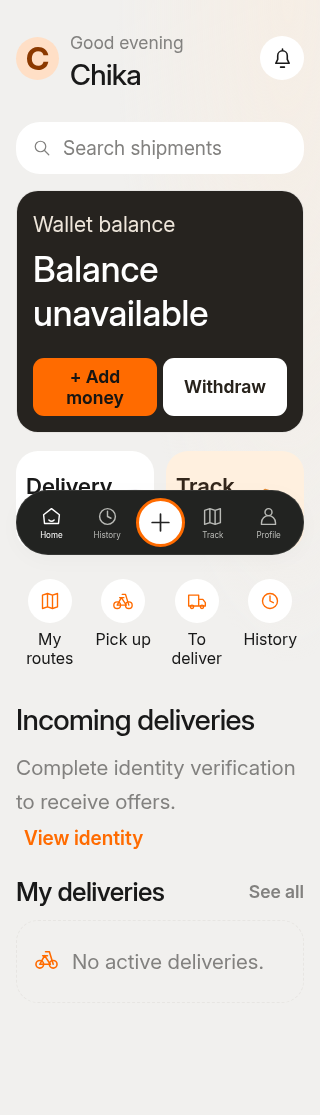 C
Good evening
Chika
Search shipments
Wallet balance
Balance
unavailable
+ Add
money
Withdraw
Delivery
Track
Home
History
Track
Profile
My
routes
Pick up
To
deliver
History
Incoming deliveries
Complete identity verification
to receive offers.
View identity
My deliveries
See all
No active deliveries.